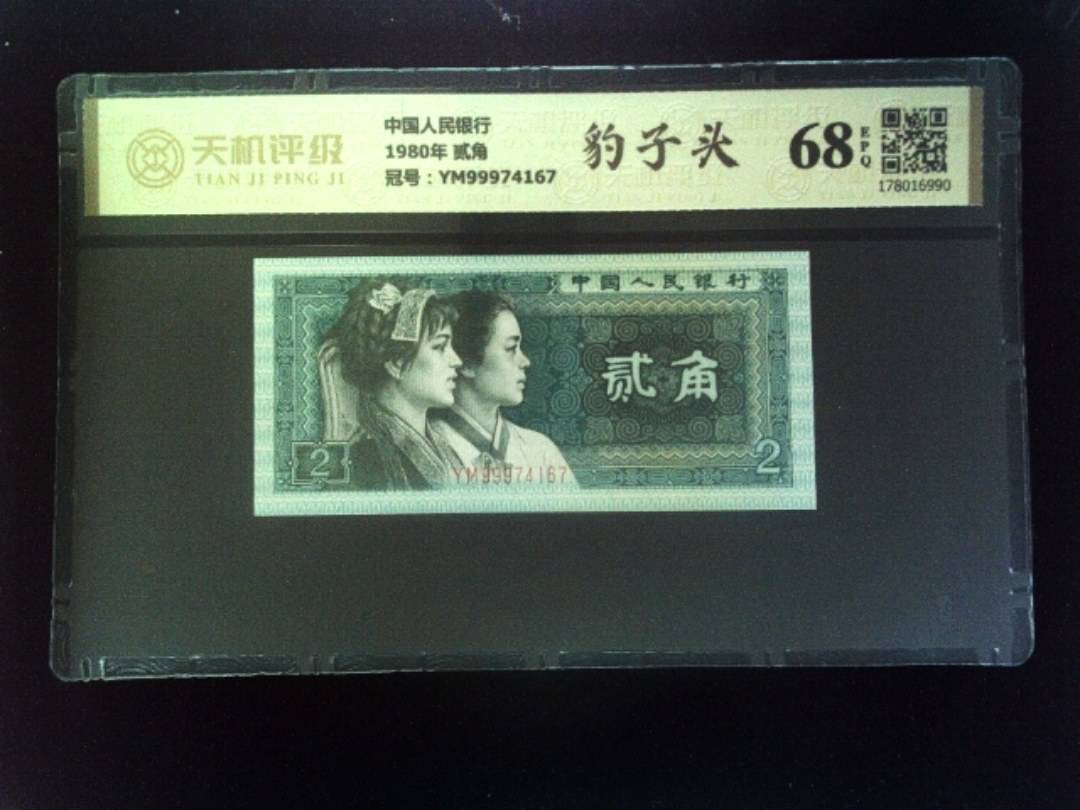 天机评级
TIAN JI PING JI
中国人民银行
1980年 贰角
冠号：YM99974167
豹子头
68
EPQ
178016990
中国人民银行
贰角
2
2
YM99974167